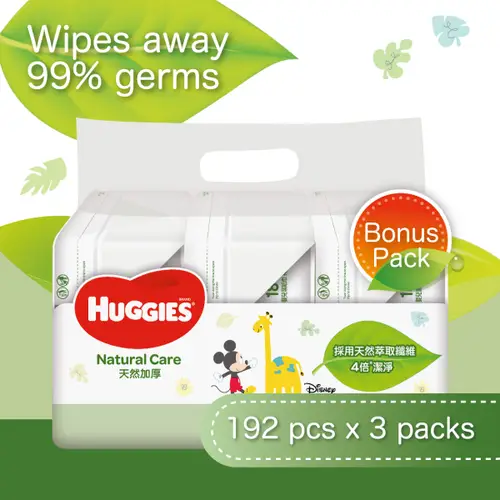 Wipes away
99% germs
Bonus
Pack
HUGGIES
BRAND
Natural Care
天然加厚
採用天然萃取纖維
4倍*潔淨
Disney
192 pcs x 3 packs